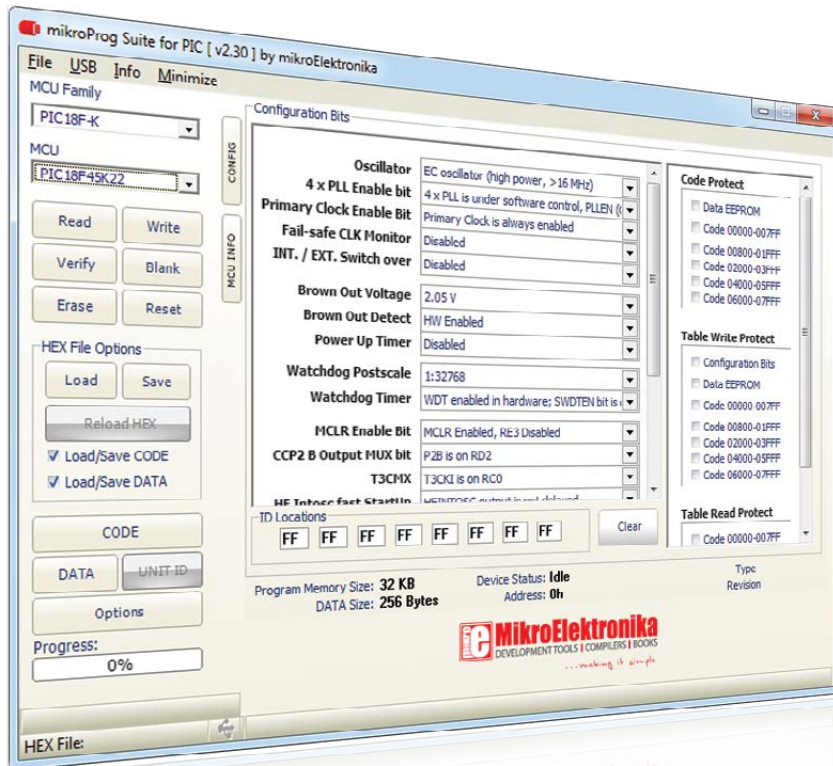 mikroProg Suite for PIC [ v2.30 ] by mikroElektronika
File USB Info Minimize
MCU Family
PIC18F-K
MCU
PIC18F45K22
Read Write
Verify Blank
Erase Reset
HEX File Options
Load Save
Reload HEX
Load/Save CODE
Load/Save DATA
CODE
DATA UNIT ID
Options
Progress:
0%
HEX File:
CONFIG
MCU INFO
Configuration Bits
Oscillator EC oscillator (high power, >16 MHz)
4 x PLL Enable bit 4 x PLL is under software control, PLLEN (
Primary Clock Enable Bit Primary Clock is always enabled
Fail-safe CLK Monitor Disabled
INT. / EXT. Switch over Disabled
Brown Out Voltage 2.05 V
Brown Out Detect HW Enabled
Power Up Timer Disabled
Watchdog Postscale 1:32768
Watchdog Timer WDT enabled in hardware; SWDTEN bit is
MCLR Enable Bit MCLR Enabled, RE3 Disabled
CCP2 B Output MUX bit P2B is on RD2
T3CMX T3CKI is on RC0
HF Intosc fast StartUp HFINTOSC output is not delayed
ID Locations
FF FF FF FF FF FF FF FF
Clear
Code Protect
Data EEPROM
Code 00000-007FF
Code 00800-01FFF
Code 02000-03FFF
Code 04000-05FFF
Code 06000-07FFF
Table Write Protect
Configuration Bits
Data EEPROM
Code 00000-007FF
Code 00800-01FFF
Code 02000-03FFF
Code 04000-05FFF
Code 06000-07FFF
Table Read Protect
Code 00000-007FF
Program Memory Size: 32 KB Device Status: Idle Type
DATA Size: 256 Bytes Address: 0h Revision
MikroElektronika
DEVELOPMENT TOOLS | COMPILERS | BOOKS
...making it simple